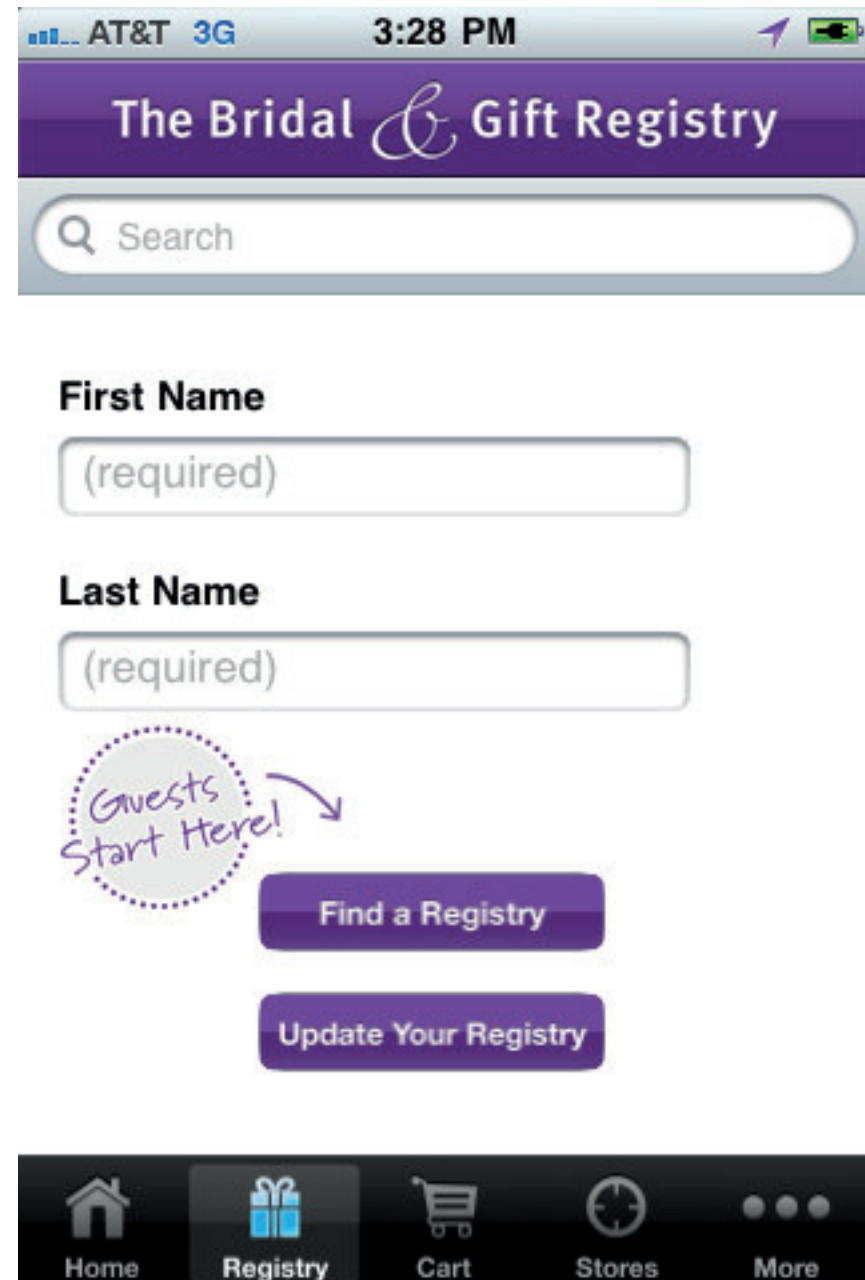 AT&T 3G 3:28 PM
The Bridal & Gift Registry
Search
First Name
(required)
Last Name
(required)
Guests
Start Here!
Find a Registry
Update Your Registry
Home Registry Cart Stores More